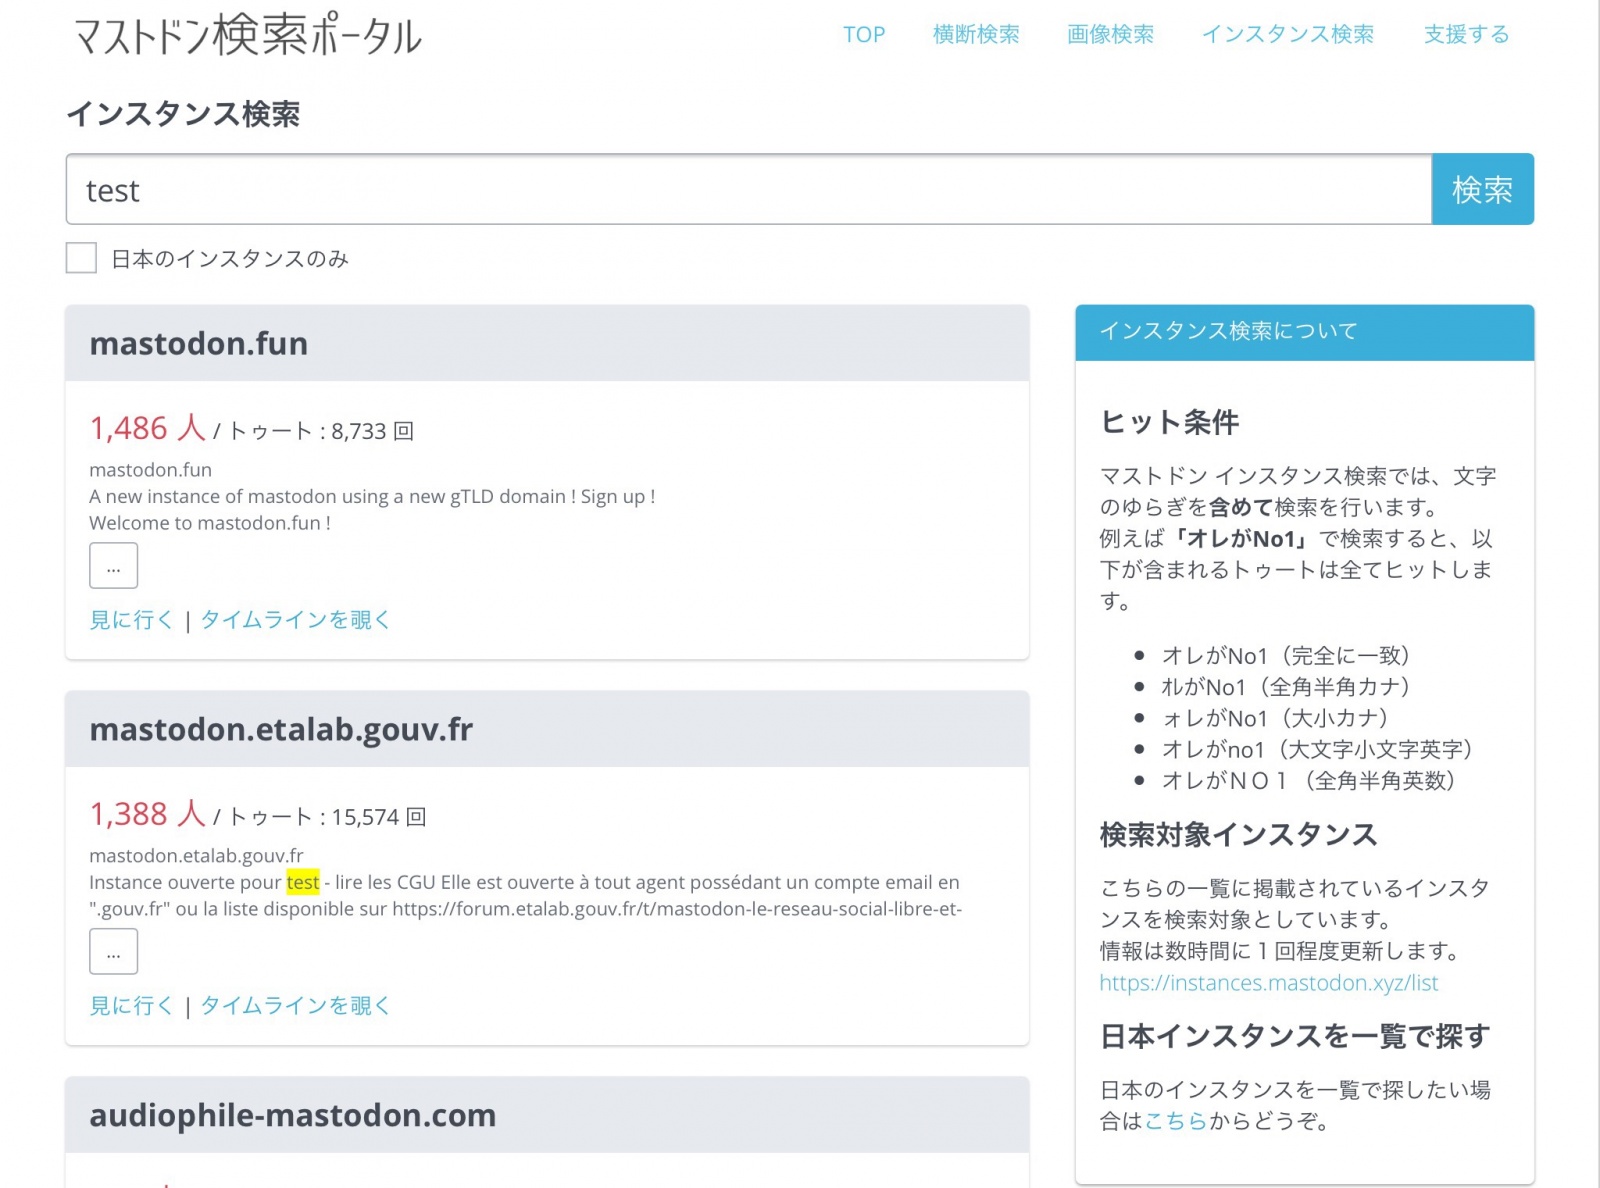 マストドン検索ポータル
TOP 横断検索 画像検索 インスタンス検索 支援する
インスタンス検索
test
検索
日本のインスタンスのみ
mastodon.fun
1,486 人 / トゥート : 8,733 回
mastodon.fun
A new instance of mastodon using a new gTLD domain ! Sign up !
Welcome to mastodon.fun !
...
見に行く | タイムラインを覗く
mastodon.etalab.gouv.fr
1,388 人 / トゥート : 15,574 回
mastodon.etalab.gouv.fr
Instance ouverte pour test - lire les CGU Elle est ouverte à tout agent possédant un compte email en
".gouv.fr" ou la liste disponible sur https://forum.etalab.gouv.fr/t/mastodon-le-reseau-social-libre-et-
...
見に行く | タイムラインを覗く
audiophile-mastodon.com
インスタンス検索について
ヒット条件
マストドン インスタンス検索では、文字
のゆらぎを含めて検索を行います。
例えば「オレがNo1」で検索すると、以
下が含まれるトゥートは全てヒットしま
す。
オレがNo1（完全に一致）
ｵﾚがNo1（全角半角カナ）
ォレがNo1（大小カナ）
オレがno1（大文字小文字英字）
オレがＮＯ１（全角半角英数）
検索対象インスタンス
こちらの一覧に掲載されているインスタ
ンスを検索対象としています。
情報は数時間に１回程度更新します。
https://instances.mastodon.xyz/list
日本インスタンスを一覧で探す
日本のインスタンスを一覧で探したい場
合はこちらからどうぞ。